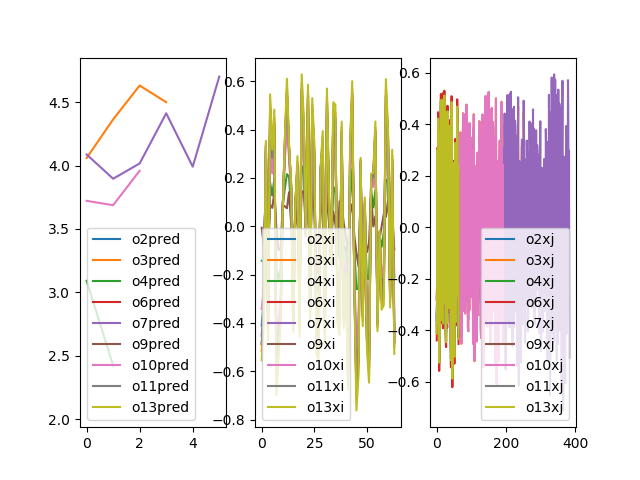 4.5
4.0
3.5
3.0
2.5
2.0
0
2
4
o2pred
o3pred
o4pred
o6pred
o7pred
o9pred
o10pred
o11pred
o13pred
0.6
0.4
0.2
0.0
−0.2
−0.4
−0.6
−0.8
0
25
50
o2xi
o3xi
o4xi
o6xi
o7xi
o9xi
o10xi
o11xi
o13xi
0.6
0.4
0.2
0.0
−0.2
−0.4
−0.6
0
200
400
o2xj
o3xj
o4xj
o6xj
o7xj
o9xj
o10xj
o11xj
o13xj